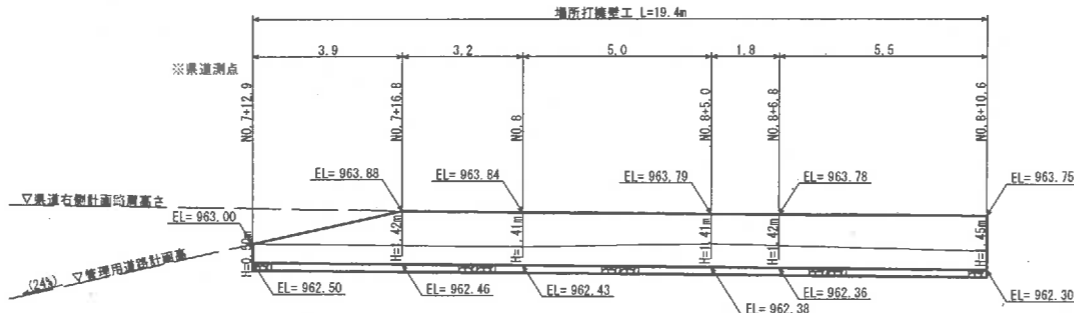 場所打擁壁工 L=19.4m
3.9
3.2
5.0
1.8
5.5
※県道測点
NO.7+12.9
NO.7+16.8
NO.8
NO.8+5.0
NO.8+6.8
NO.8+10.6
EL= 963.88
EL= 963.84
EL= 963.79
EL= 963.78
EL= 963.75
▽県道右側計画路肩高さ
EL= 963.00
H=0.50m
H=1.42m
H=1.41m
H=1.41m
H=1.42m
H=1.45m
(24%)
▽管理用道路計画高
EL= 962.50
EL= 962.46
EL= 962.43
EL= 962.38
EL= 962.36
EL= 962.30